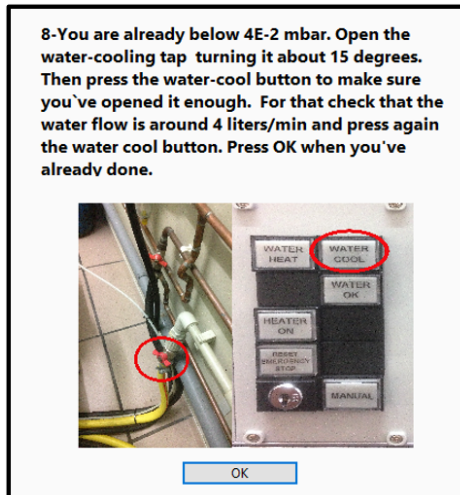 8-You are already below 4E-2 mbar. Open the
water-cooling tap turning it about 15 degrees.
Then press the water-cool button to make sure
you`ve opened it enough. For that check that the
water flow is around 4 liters/min and press again
the water cool button. Press OK when you've
already done.
WATER HEAT
WATER COOL
WATER OK
HEATER ON
RESET EMERGENCY STOP
MANUAL
OK